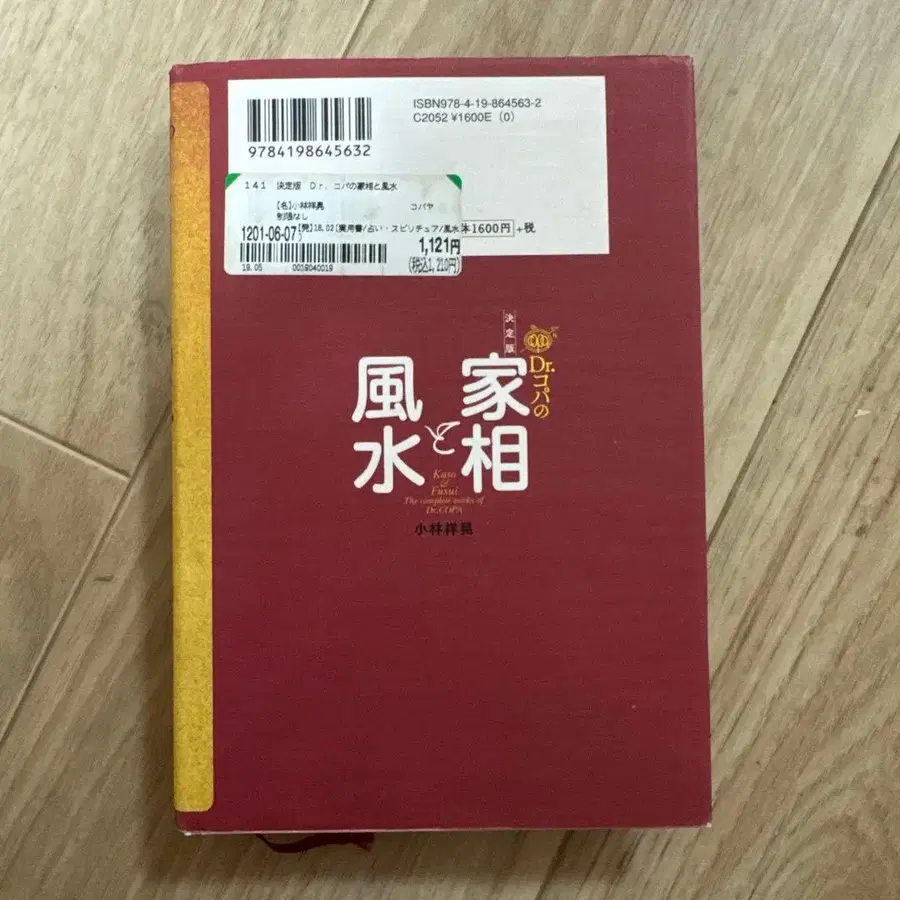 ISBN978-4-19-864563-2
C2052 ¥1600E (0)
9784198645632
141 決定版 Dr.コパの家相と風水
【名】小林祥晃 コパヤ
制限なし
1201-06-07
【発】18.02【実用書/占い・スピリチュア/風水
本1600円+税
1,121円
(税込1,210円)
19.05 0019040019
決定版
Dr.コパの
家相
と
風水
Kaso
&
Fusui
The complete works of
Dr.COPA
小林祥晃